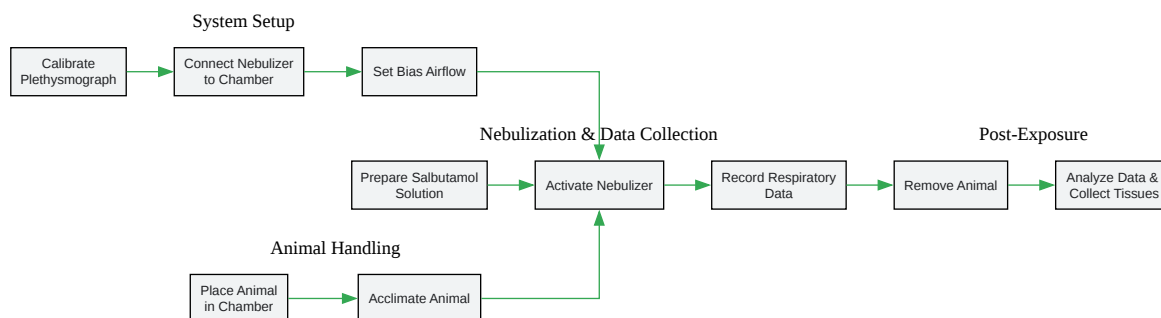 System Setup
Calibrate
Plethysmograph
Connect Nebulizer
to Chamber
Set Bias Airflow
Nebulization & Data Collection
Post-Exposure
Prepare Salbutamol
Solution
Activate Nebulizer
Record Respiratory
Data
Remove Animal
Analyze Data &
Collect Tissues
Animal Handling
Place Animal
in Chamber
Acclimate Animal